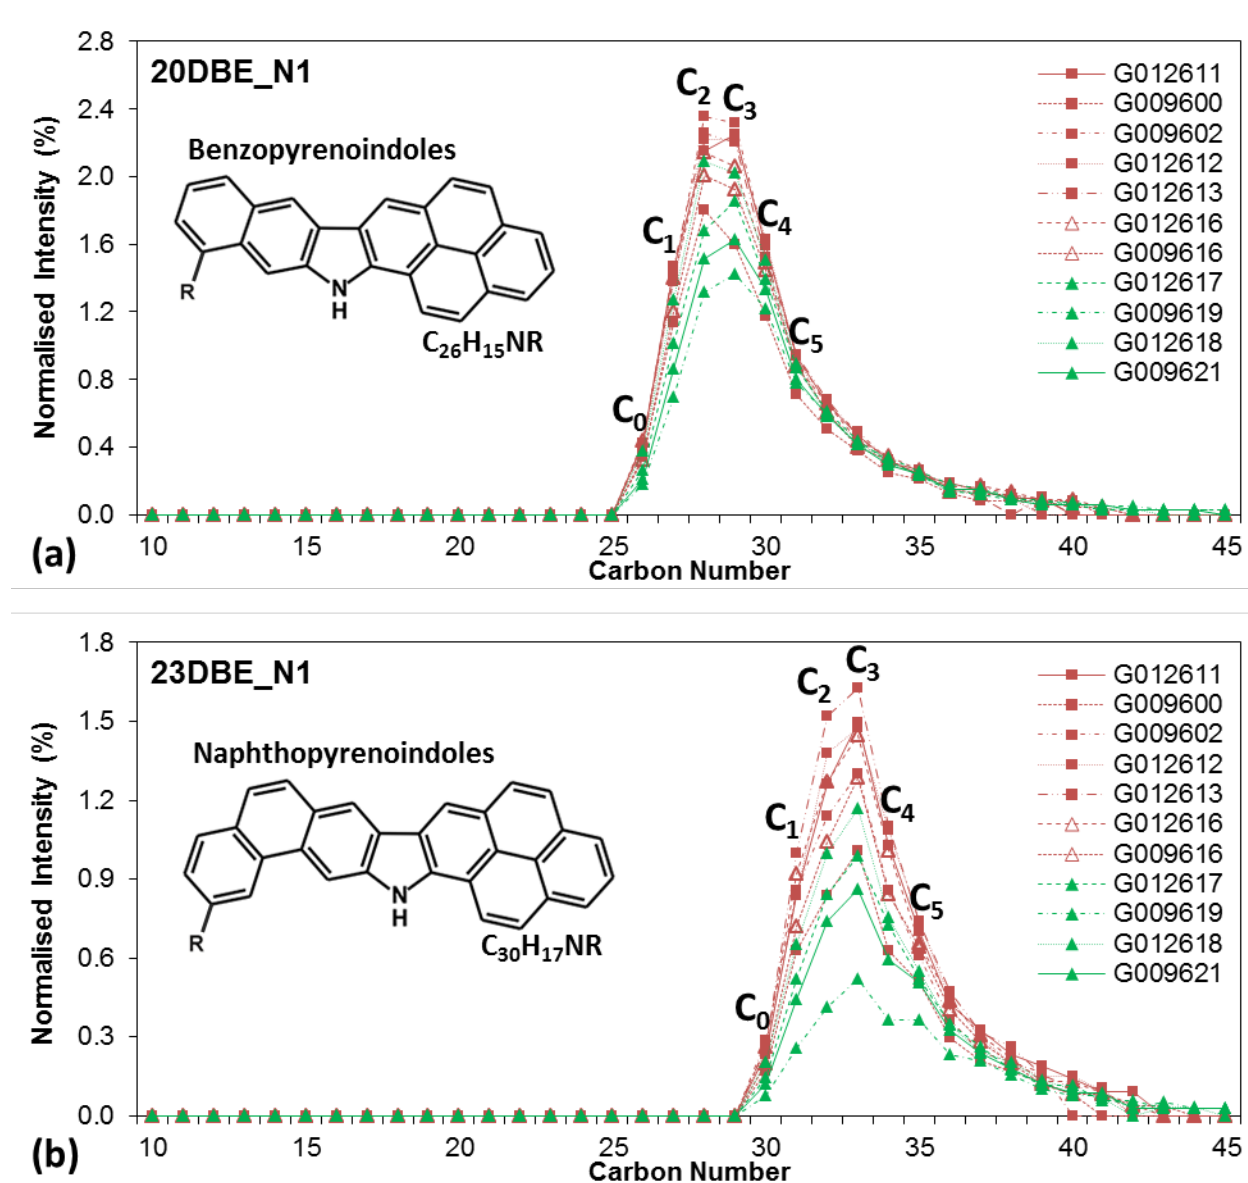 20DBE_N1
Benzopyrenoindoles
R
N
H
C26H15NR
C0
C1
C2
C3
C4
C5
G012611
G009600
G009602
G012612
G012613
G012616
G009616
G012617
G009619
G012618
G009621
Normalised Intensity (%)
2.8
2.4
2.0
1.6
1.2
0.8
0.4
0.0
10 15 20 25 30 35 40 45
Carbon Number
(a)
23DBE_N1
Naphthopyrenoindoles
R
N
H
C30H17NR
C0
C1
C2
C3
C4
C5
G012611
G009600
G009602
G012612
G012613
G012616
G009616
G012617
G009619
G012618
G009621
Normalised Intensity (%)
1.8
1.5
1.2
0.9
0.6
0.3
0.0
10 15 20 25 30 35 40 45
Carbon Number
(b)